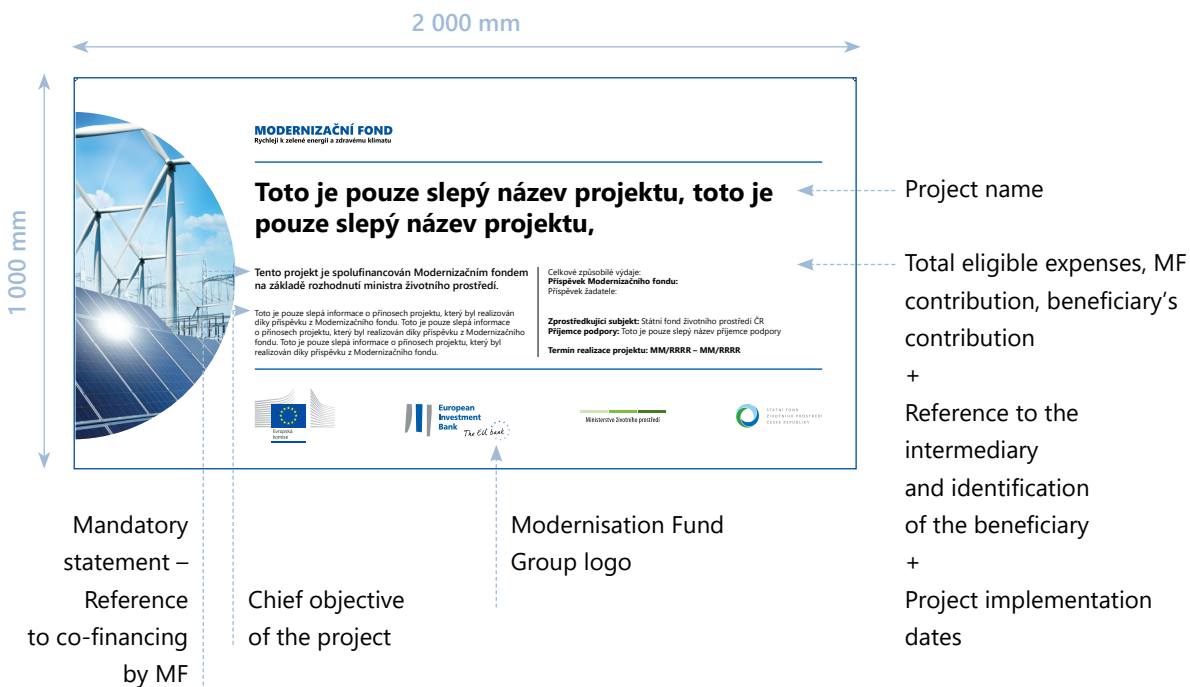 2 000 mm
1 000 mm
MODERNIZAČNÍ FOND
Rychleji k zelené energii a zdravému klimatu
Toto je pouze slepý název projektu, toto je
pouze slepý název projektu,
Tento projekt je spolufinancován Modernizačním fondem
na základě rozhodnutí ministra životního prostředí.
Toto je pouze slepá informace o přínosech projektu, který byl realizován
díky příspěvku z Modernizačního fondu. Toto je pouze slepá informace
o přínosech projektu, který byl realizován díky příspěvku z Modernizačního
fondu. Toto je pouze slepá informace o přínosech projektu, který byl
realizován díky příspěvku z Modernizačního fondu.
Celkové způsobilé výdaje:
Příspěvek Modernizačního fondu:
Příspěvek žadatele:
Zprostředkující subjekt: Státní fond životního prostředí ČR
Příjemce podpory: Toto je pouze slepý název příjemce podpory
Termín realizace projektu: MM/RRRR – MM/RRRR
Evropská
komise
European
Investment
Bank
The EU bank
Ministerstvo životního prostředí
STÁTNÍ FOND
ŽIVOTNÍHO PROSTŘEDÍ
ČESKÉ REPUBLIKY
Project name
Total eligible expenses, MF
contribution, beneficiary’s
contribution
+
Reference to the
intermediary
and identification
of the beneficiary
+
Project implementation
dates
Mandatory
statement –
Reference
to co-financing
by MF
Chief objective
of the project
Modernisation Fund
Group logo